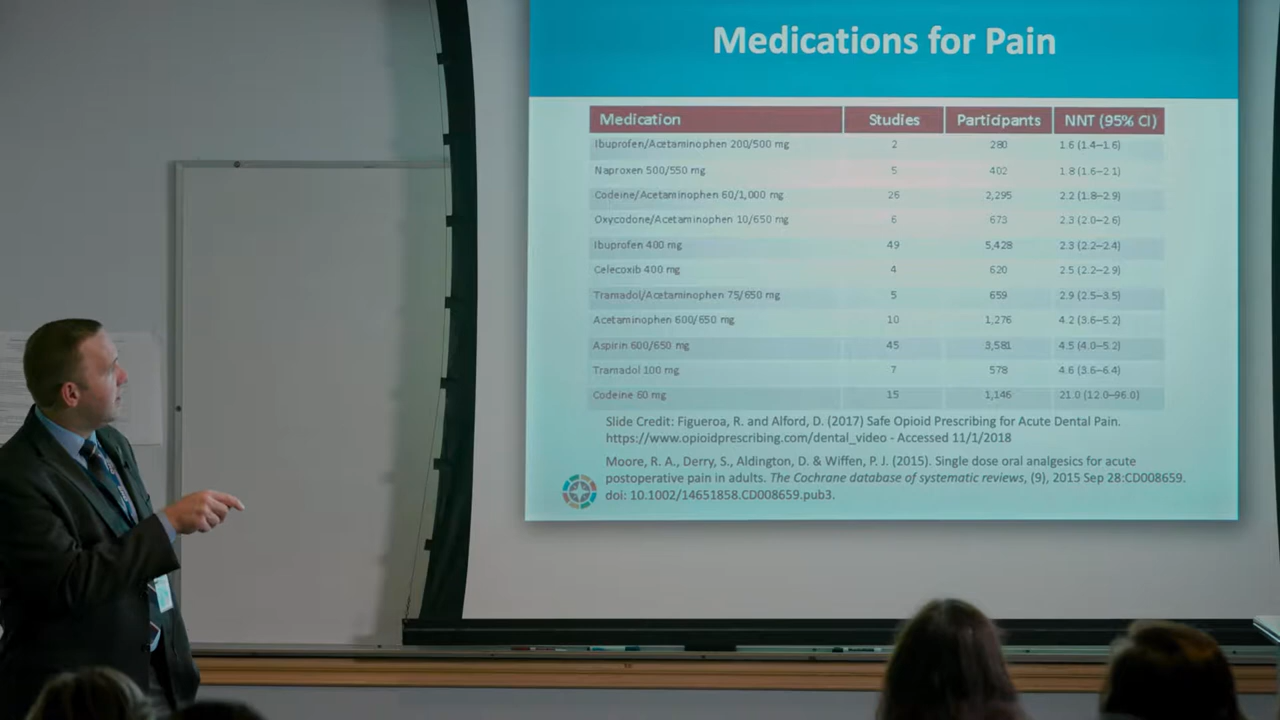 Medications for Pain
Medication Studies Participants NNT (95% CI)
Ibuprofen/Acetaminophen 200/500 mg 2 280 1.6 (1.4–1.6)
Naproxen 500/550 mg 5 402 1.8 (1.6–2.1)
Codeine/Acetaminophen 60/1,000 mg 26 2,295 2.2 (1.8–2.9)
Oxycodone/Acetaminophen 10/650 mg 6 673 2.3 (2.0–2.6)
Ibuprofen 400 mg 49 5,428 2.3 (2.2–2.4)
Celecoxib 400 mg 4 620 2.5 (2.2–2.9)
Tramadol/Acetaminophen 75/650 mg 5 659 2.9 (2.5–3.5)
Acetaminophen 600/650 mg 10 1,276 4.2 (3.6–5.2)
Aspirin 600/650 mg 45 3,581 4.5 (4.0–5.2)
Tramadol 100 mg 7 578 4.6 (3.6–6.4)
Codeine 60 mg 15 1,146 21.0 (12.0–96.0)
Slide Credit: Figueroa, R. and Alford, D. (2017) Safe Opioid Prescribing for Acute Dental Pain.
https://www.opioidprescribing.com/dental_video - Accessed 11/1/2018
Moore, R. A., Derry, S., Aldington, D. & Wiffen, P. J. (2015). Single dose oral analgesics for acute
postoperative pain in adults. The Cochrane database of systematic reviews, (9), 2015 Sep 28:CD008659.
doi: 10.1002/14651858.CD008659.pub3.